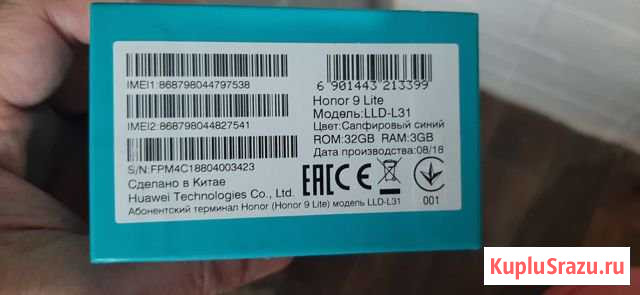 IMEI1:868798044797538
IMEI2:868798044827541
S/N:FPM4C18804003423
Сделано в Китае
Huawei Technologies Co., Ltd.
Абонентский терминал Honor (Honor 9 Lite) модель LLD-L31
6 901443 213399
Honor 9 Lite
Модель:LLD-L31
Цвет:Сапфировый синий
ROM:32GB RAM:3GB
Дата производства:08/18
EAC CE
001
KupluSrazu.ru
КуплюСразу.рф